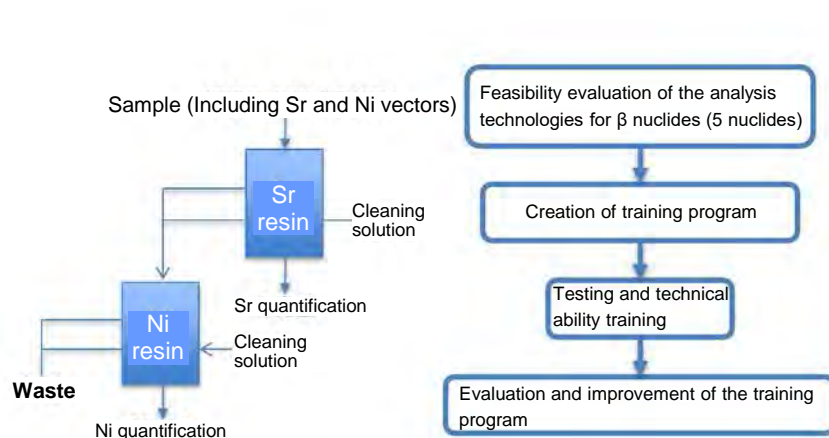 Sample (Including Sr and Ni vectors)
Sr
resin
Cleaning
solution
Sr quantification
Ni
resin
Cleaning
solution
Waste
Ni quantification
Feasibility evaluation of the analysis
technologies for β nuclides (5 nuclides)
Creation of training program
Testing and technical
ability training
Evaluation and improvement of the training
program